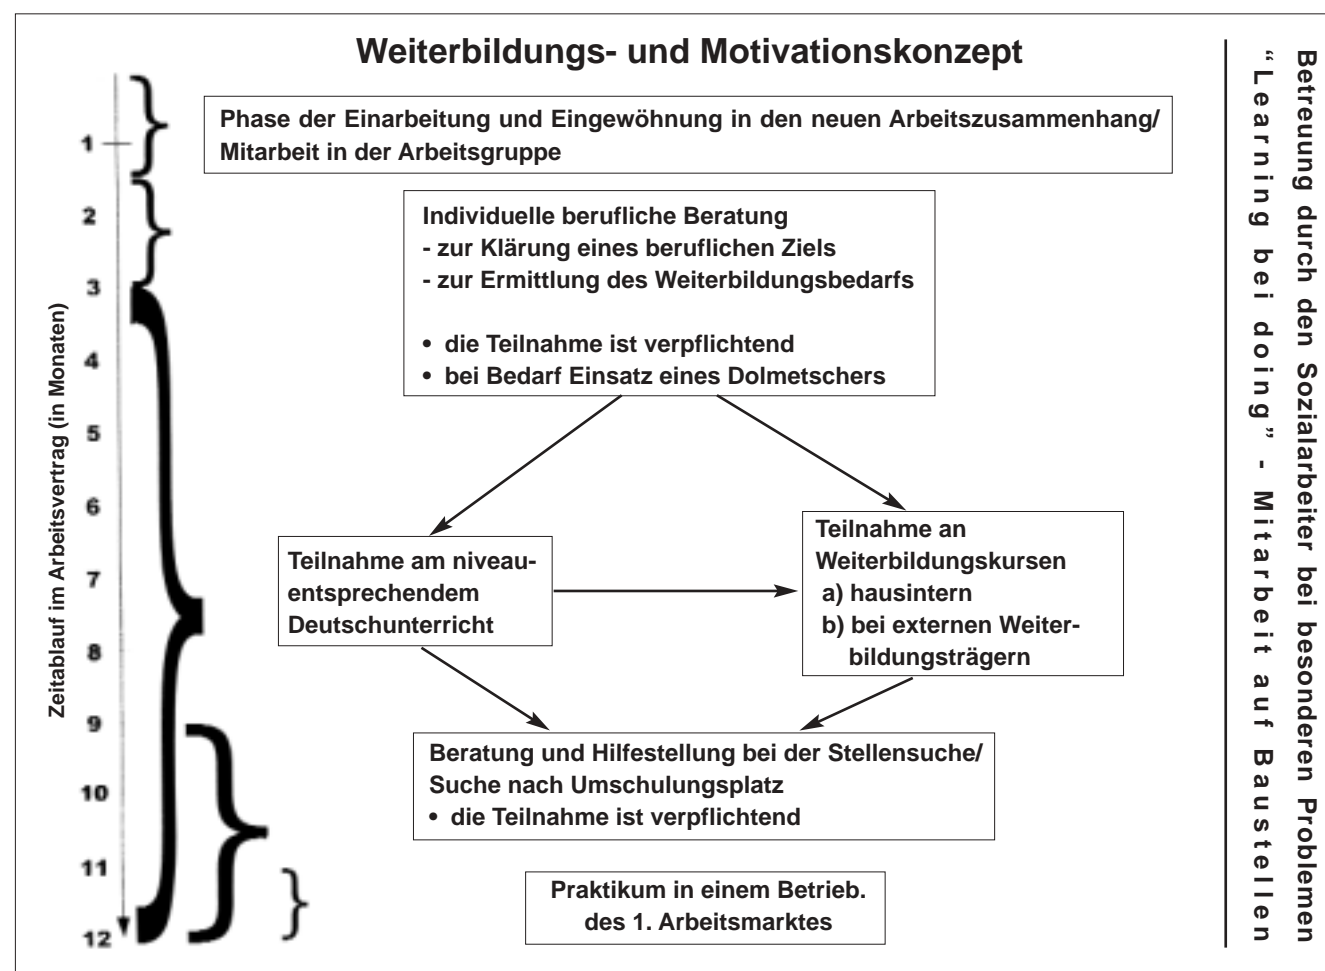 Weiterbildungs- und Motivationskonzept
Phase der Einarbeitung und Eingewöhnung in den neuen Arbeitszusammenhang/
Mitarbeit in der Arbeitsgruppe
Individuelle berufliche Beratung
- zur Klärung eines beruflichen Ziels
- zur Ermittlung des Weiterbildungsbedarfs
• die Teilnahme ist verpflichtend
• bei Bedarf Einsatz eines Dolmetschers
Teilnahme am niveau-
entsprechendem
Deutschunterricht
Teilnahme an
Weiterbildungskursen
a) hausintern
b) bei externen Weiter-
bildungsträgern
Beratung und Hilfestellung bei der Stellensuche/
Suche nach Umschulungsplatz
• die Teilnahme ist verpflichtend
Praktikum in einem Betrieb.
des 1. Arbeitsmarktes
Zeitablauf im Arbeitsvertrag (in Monaten)
1
2
3
4
5
6
7
8
9
10
11
12
Betreuung durch den Sozialarbeiter bei besonderen Problemen
“Learning bei doing” - Mitarbeit auf Baustellen